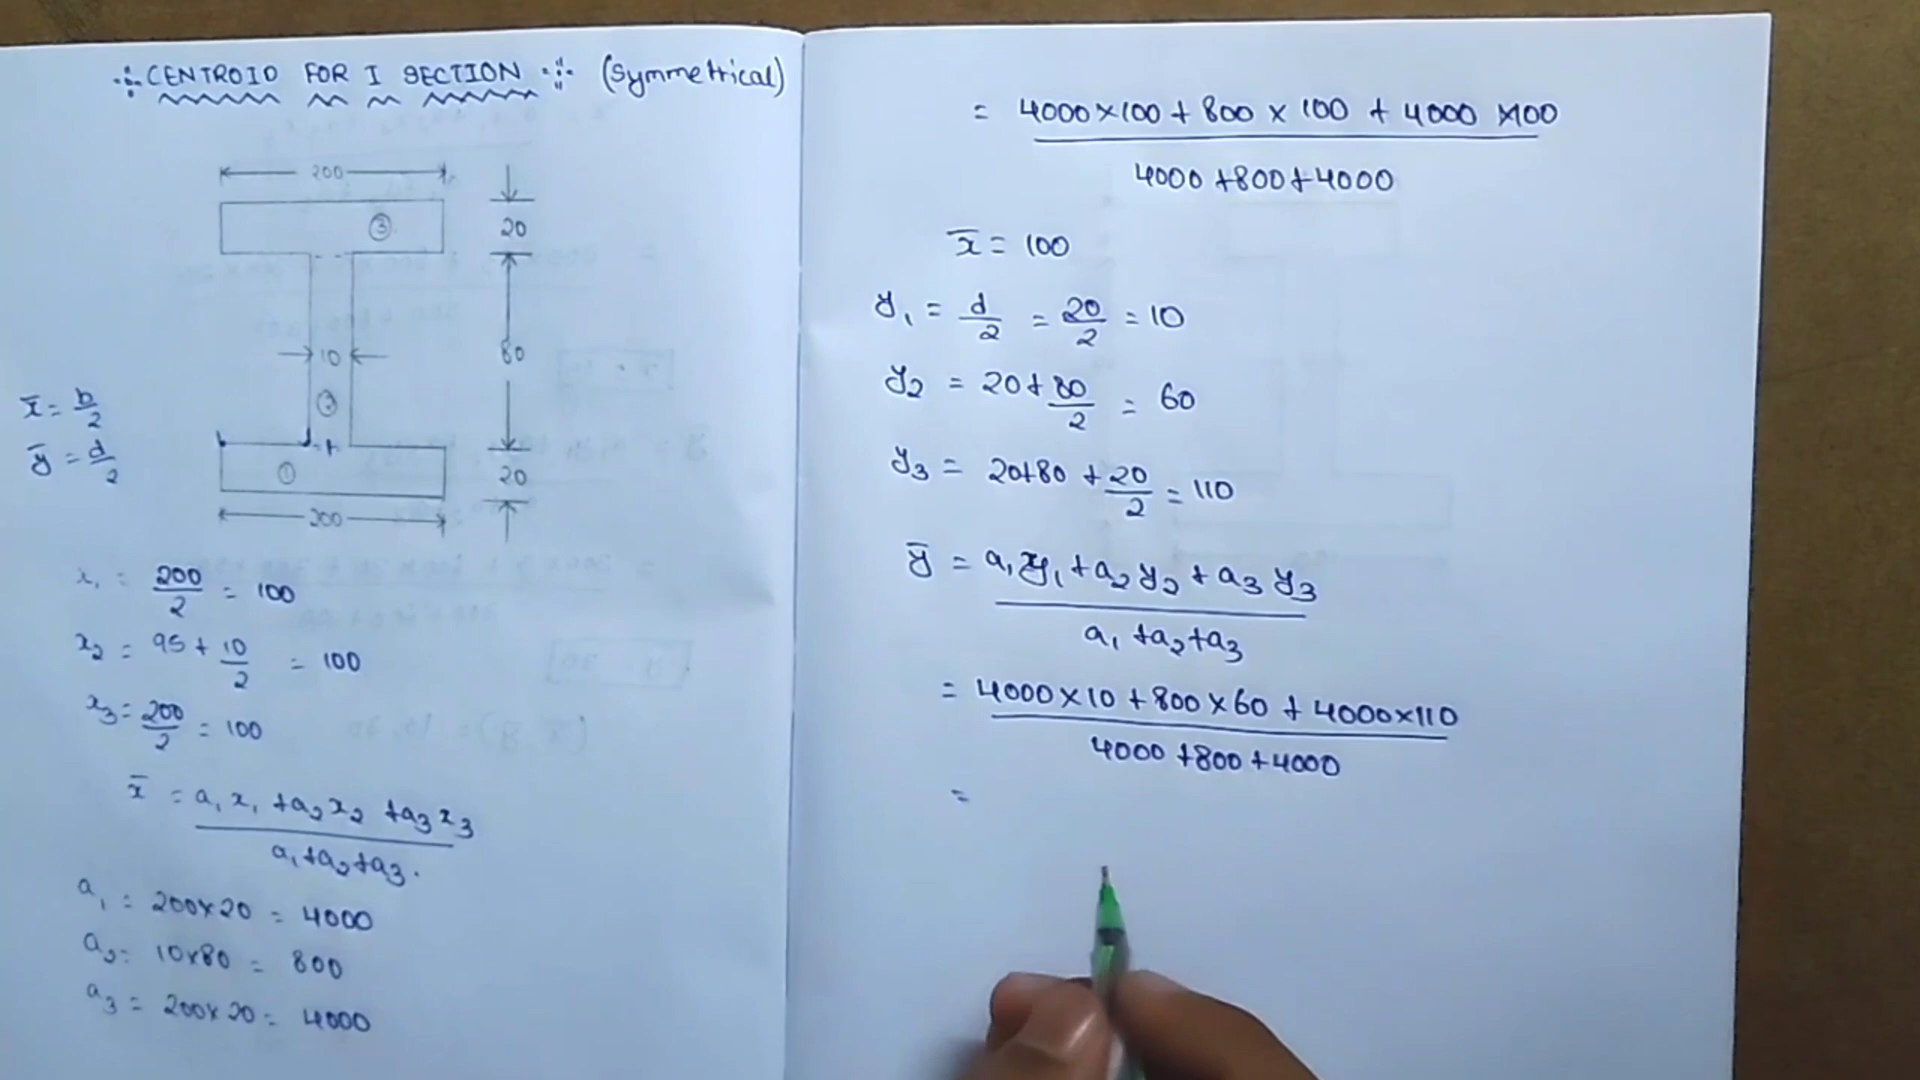 CENTROID FOR I SECTION (Symmetrical)
200
③
20
10
80
②
x̄ = b/2
ȳ = d/2
①
20
200
x₁ = 200/2 = 100
x₂ = 95 + 10/2 = 100
x₃ = 200/2 = 100
x̄ = a₁x₁ + a₂x₂ + a₃x₃
a₁ + a₂ + a₃.
a₁ = 200×20 = 4000
a₂ = 10×80 = 800
a₃ = 200×20 = 4000
= 4000×100 + 800 × 100 + 4000 ×100
4000 + 800 + 4000
x̄ = 100
y₁ = d/2 = 20/2 = 10
y₂ = 20 + 80/2 = 60
y₃ = 20+80 + 20/2 = 110
ȳ = a₁y₁ + a₂y₂ + a₃y₃
a₁ + a₂ + a₃
= 4000×10 + 800×60 + 4000×110
4000 + 800 + 4000
=